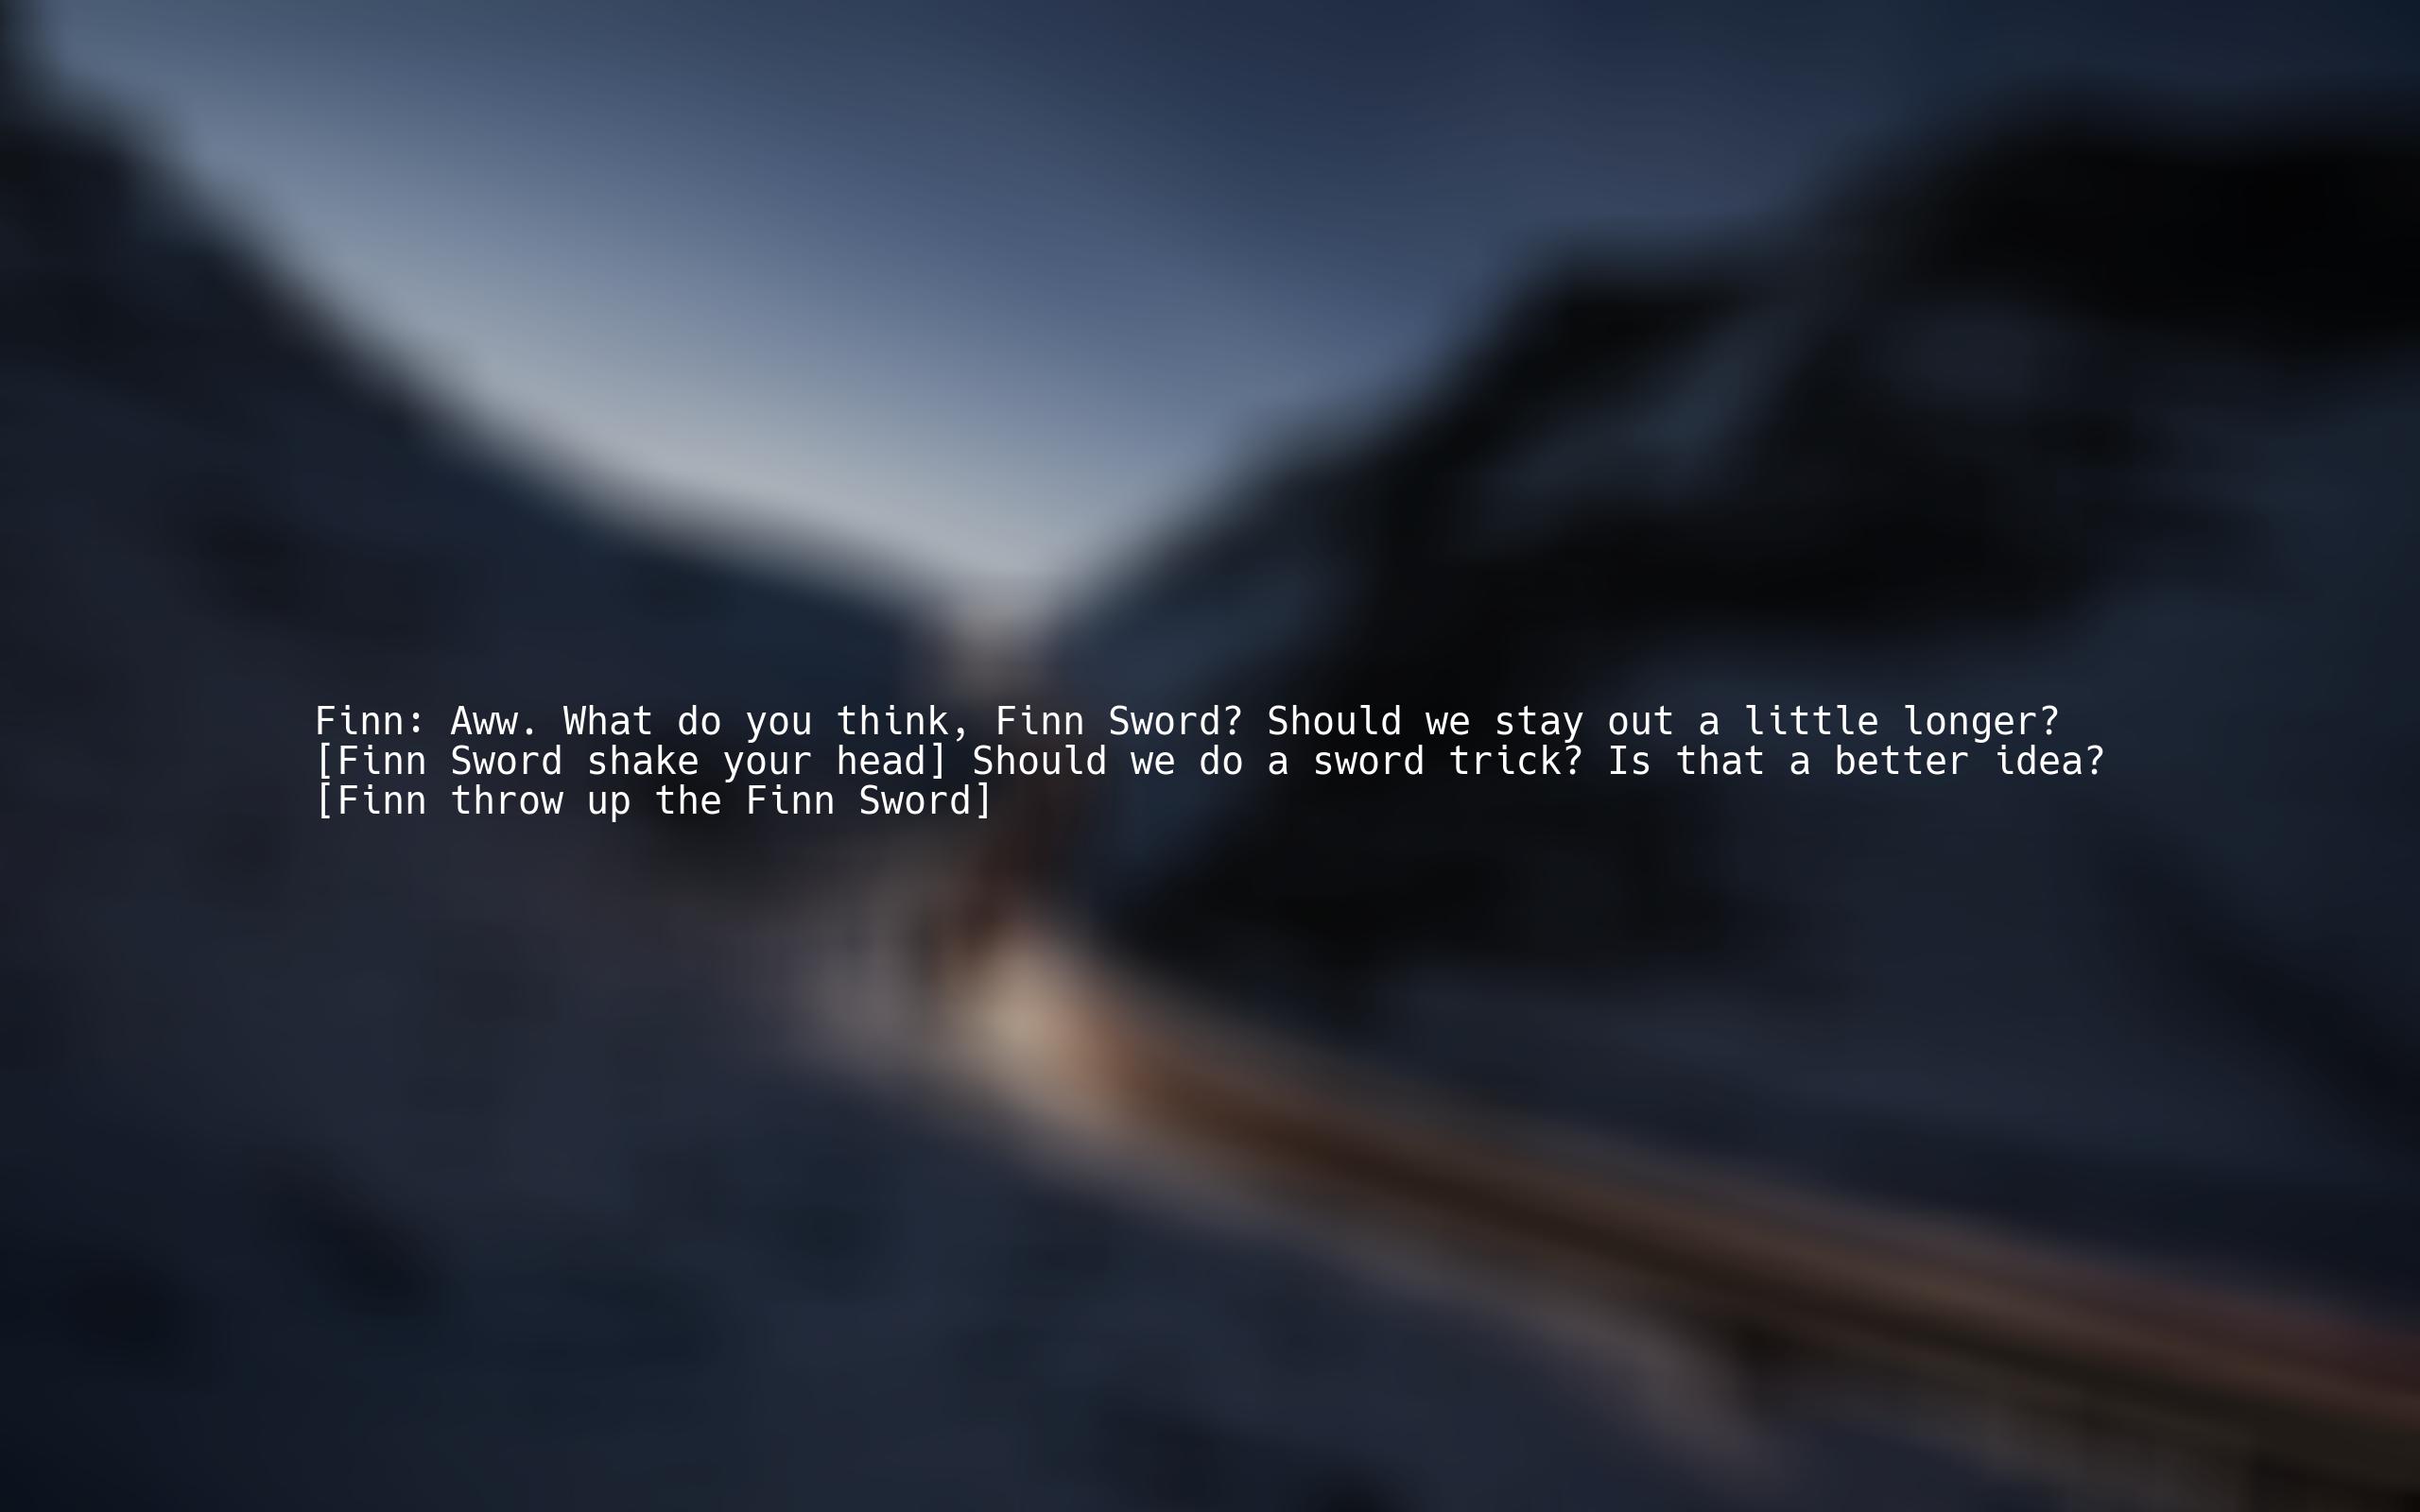 Finn: Aww. What do you think, Finn Sword? Should we stay out a little longer?
[Finn Sword shake your head] Should we do a sword trick? Is that a better idea?
[Finn throw up the Finn Sword]